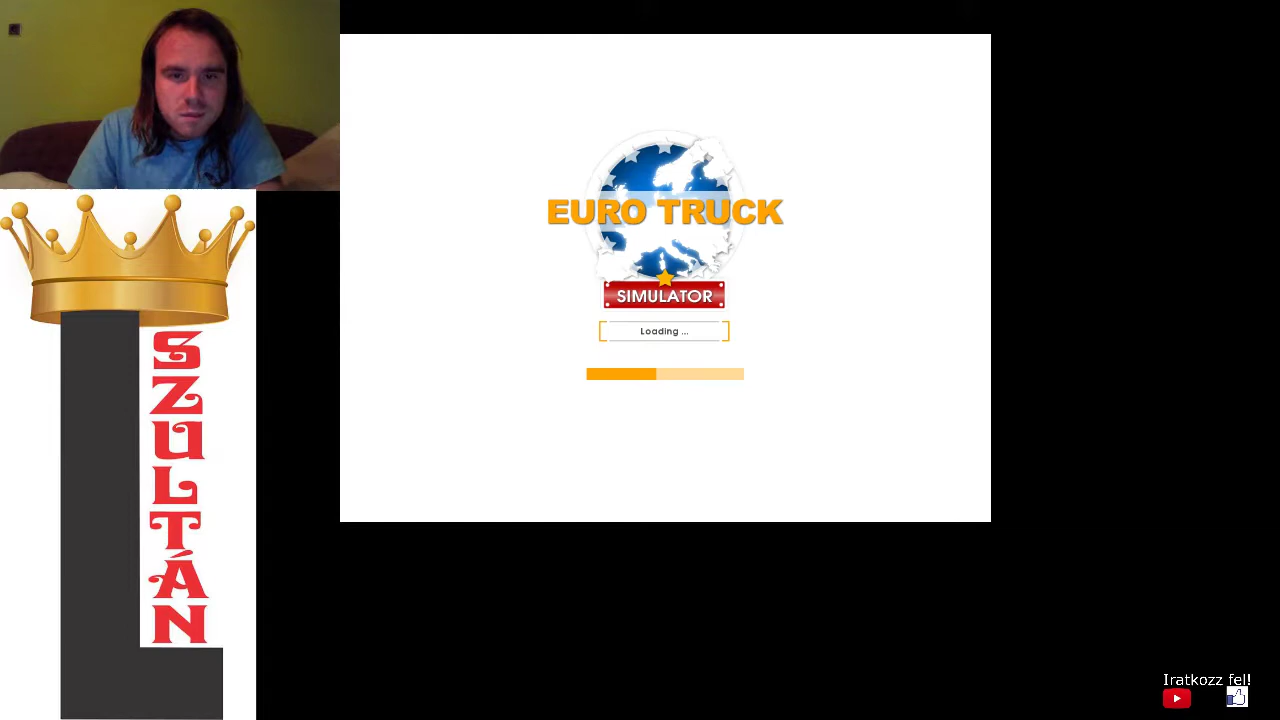 EURO TRUCK
SIMULATOR
Loading ...
L
SZULTÁN
Iratkozz fel!